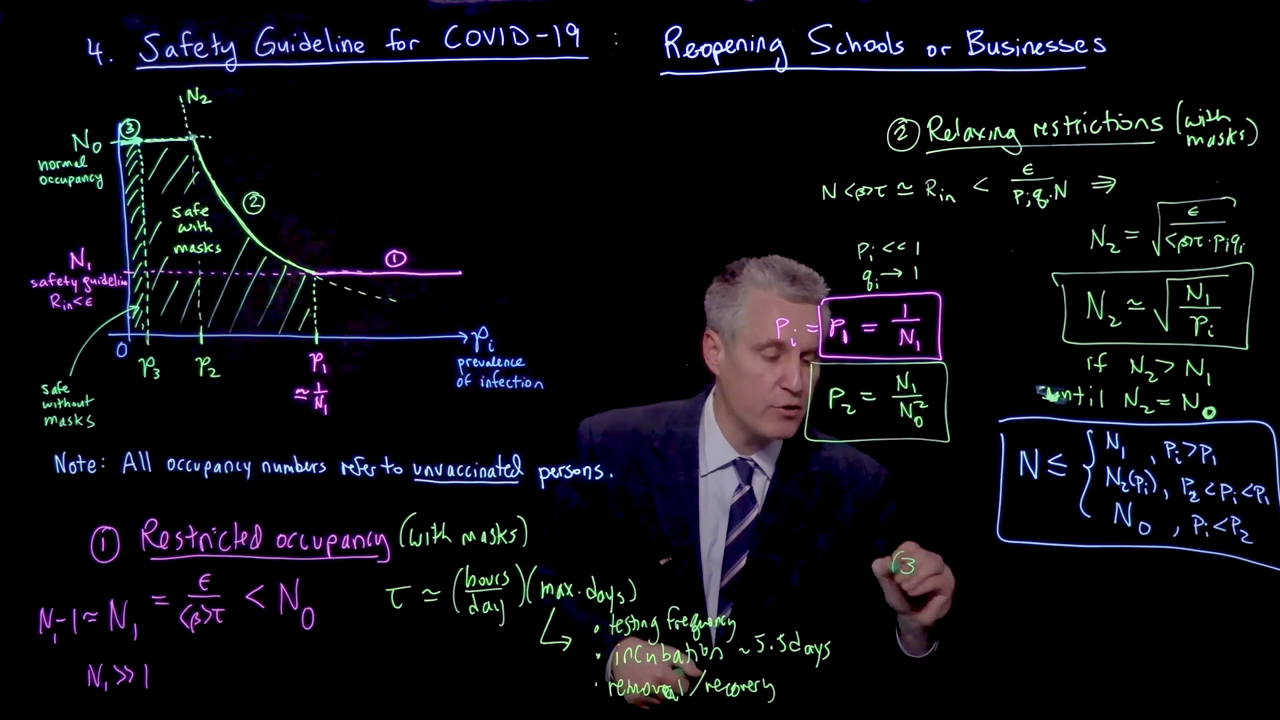 4. Safety Guideline for COVID-19 : Reopening Schools or Businesses
N₂
③
N₀
normal
occupancy
②
safe
with
masks
N₁
safety guideline
R_in < ε
①
0
p₃
p₂
p₁
≃ 1/N₁
p_i
prevalence
of infection
safe
without
masks
Note: All occupancy numbers refer to unvaccinated persons.
① Restricted occupancy (with masks)
N₁-1 ≃ N₁ = ε/(<β>τ) < N₀
N₁ >> 1
τ ≃ (hours/day)(max. days)
• testing frequency
• incubation ~ 5.5 days
• removal/recovery
② Relaxing restrictions (with masks)
N<β>τ ≃ R_in < ε/(p_i q_i N) ⇒
N₂ = √(ε/(<β>τ · p_i q_i))
p_i << 1
q_i → 1
N₂ ≃ √(N₁/p_i)
p_i = p₁ = 1/N₁
if N₂ > N₁
until N₂ = N₀
p₂ = N₁/N₀²
N ≤ { N₁ , p_i > p₁
N₂(p_i), p₂ < p_i < p₁
N₀ , p_i < p₂
(3